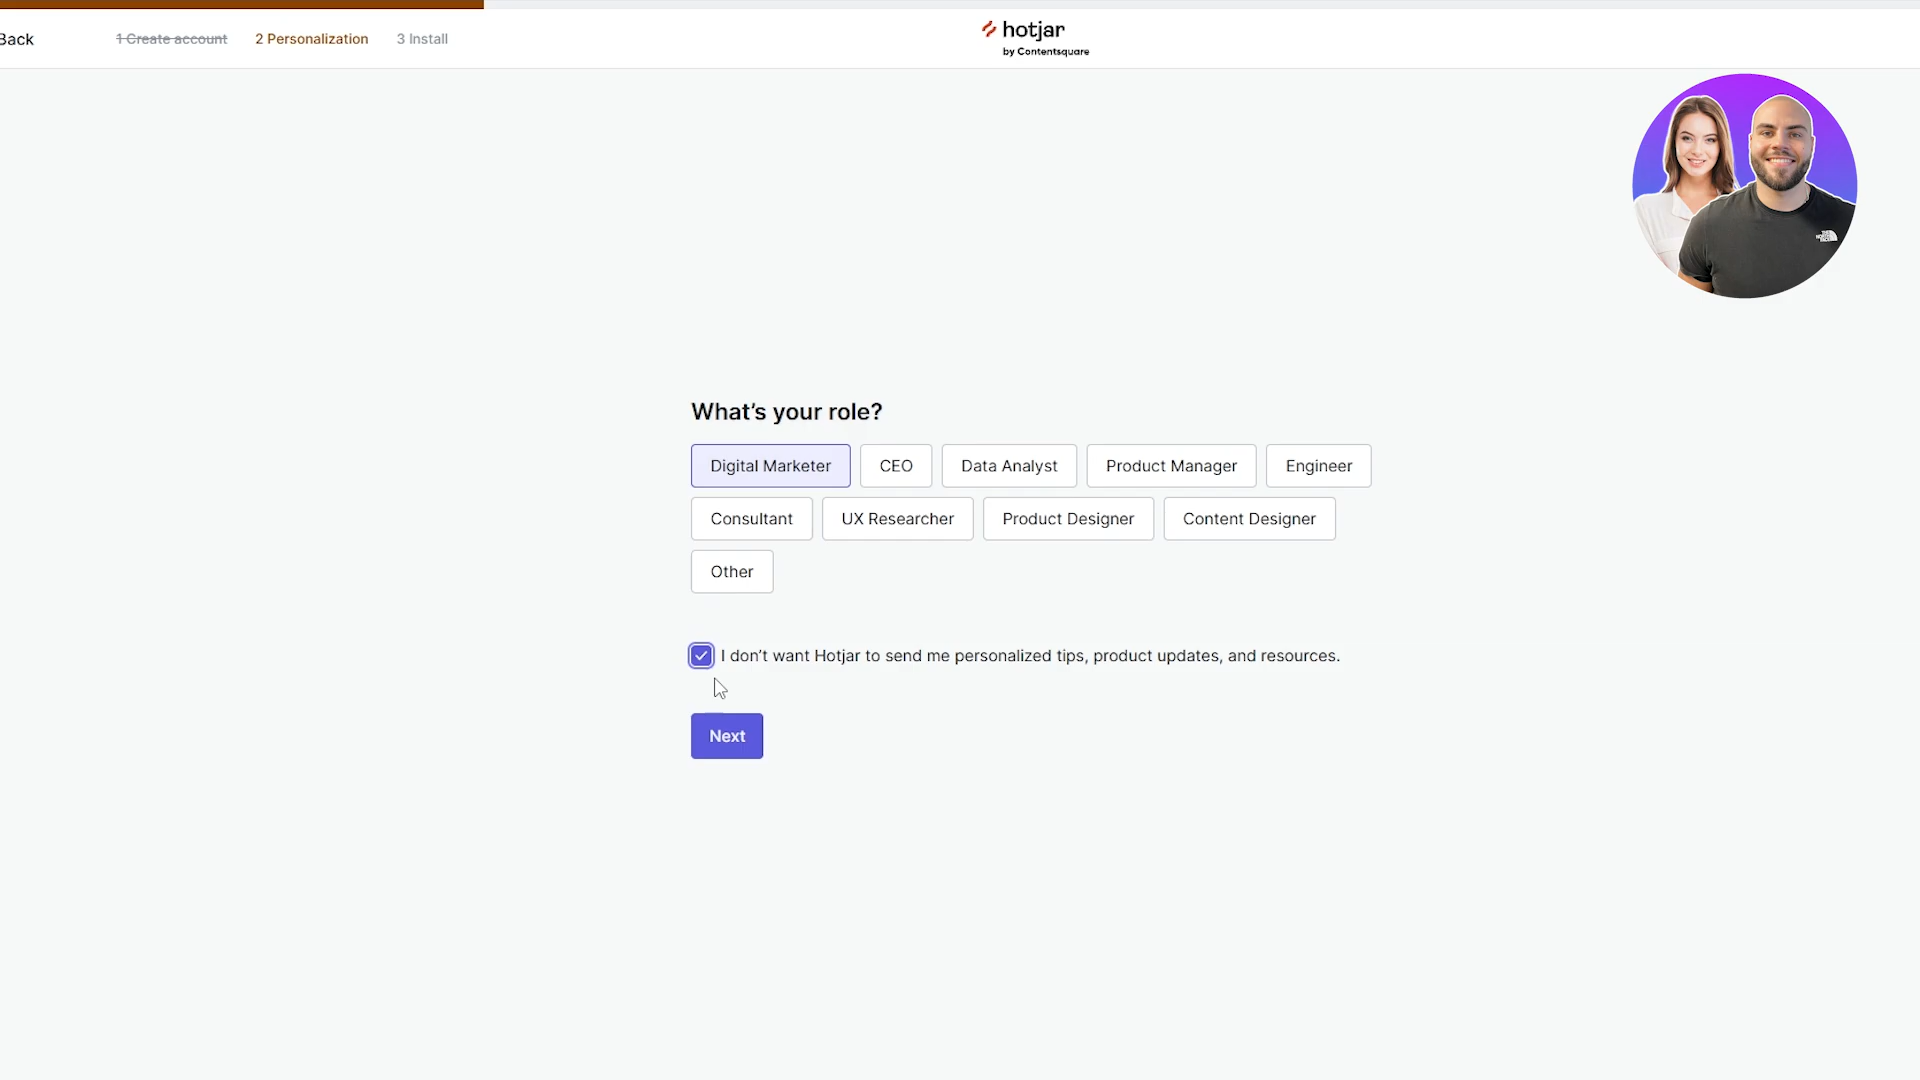 Back
1 Create account
2 Personalization
3 Install
hotjar
by Contentsquare
What's your role?
Digital Marketer
CEO
Data Analyst
Product Manager
Engineer
Consultant
UX Researcher
Product Designer
Content Designer
Other
I don't want Hotjar to send me personalized tips, product updates, and resources.
Next